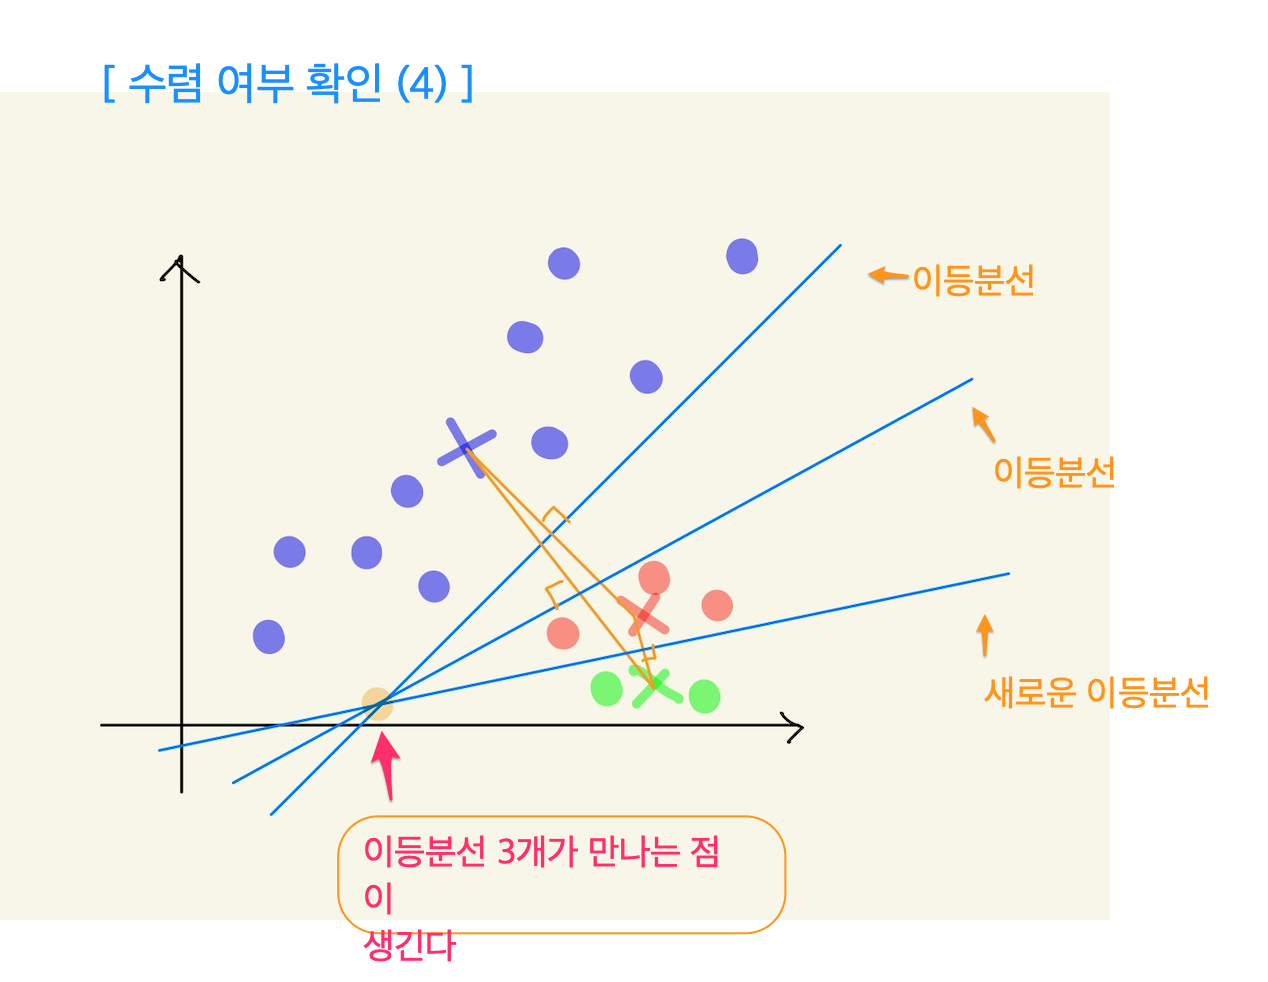 [ 수렴 여부 확인 (4) ]
이등분선
이등분선
새로운 이등분선
이등분선 3개가 만나는 점
이
생긴다